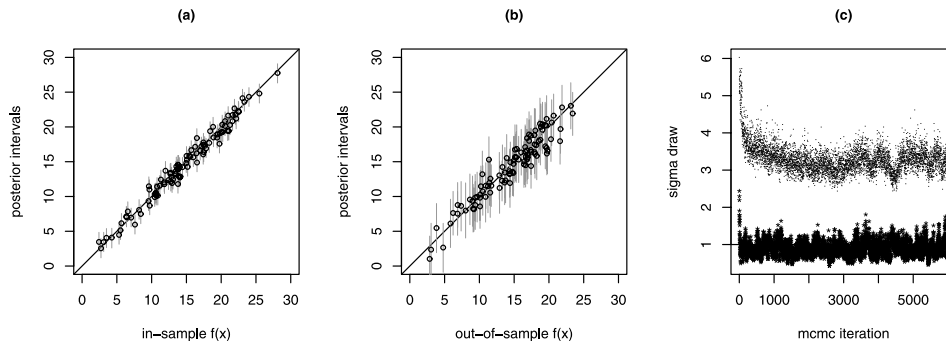 (a)
posterior intervals
30
25
20
15
10
5
0
0 5 10 15 20 25 30
in−sample f(x)
(b)
posterior intervals
30
25
20
15
10
5
0
0 5 10 15 20 25 30
out−of−sample f(x)
(c)
sigma draw
6
5
4
3
2
1
0 1000 3000 5000
mcmc iteration